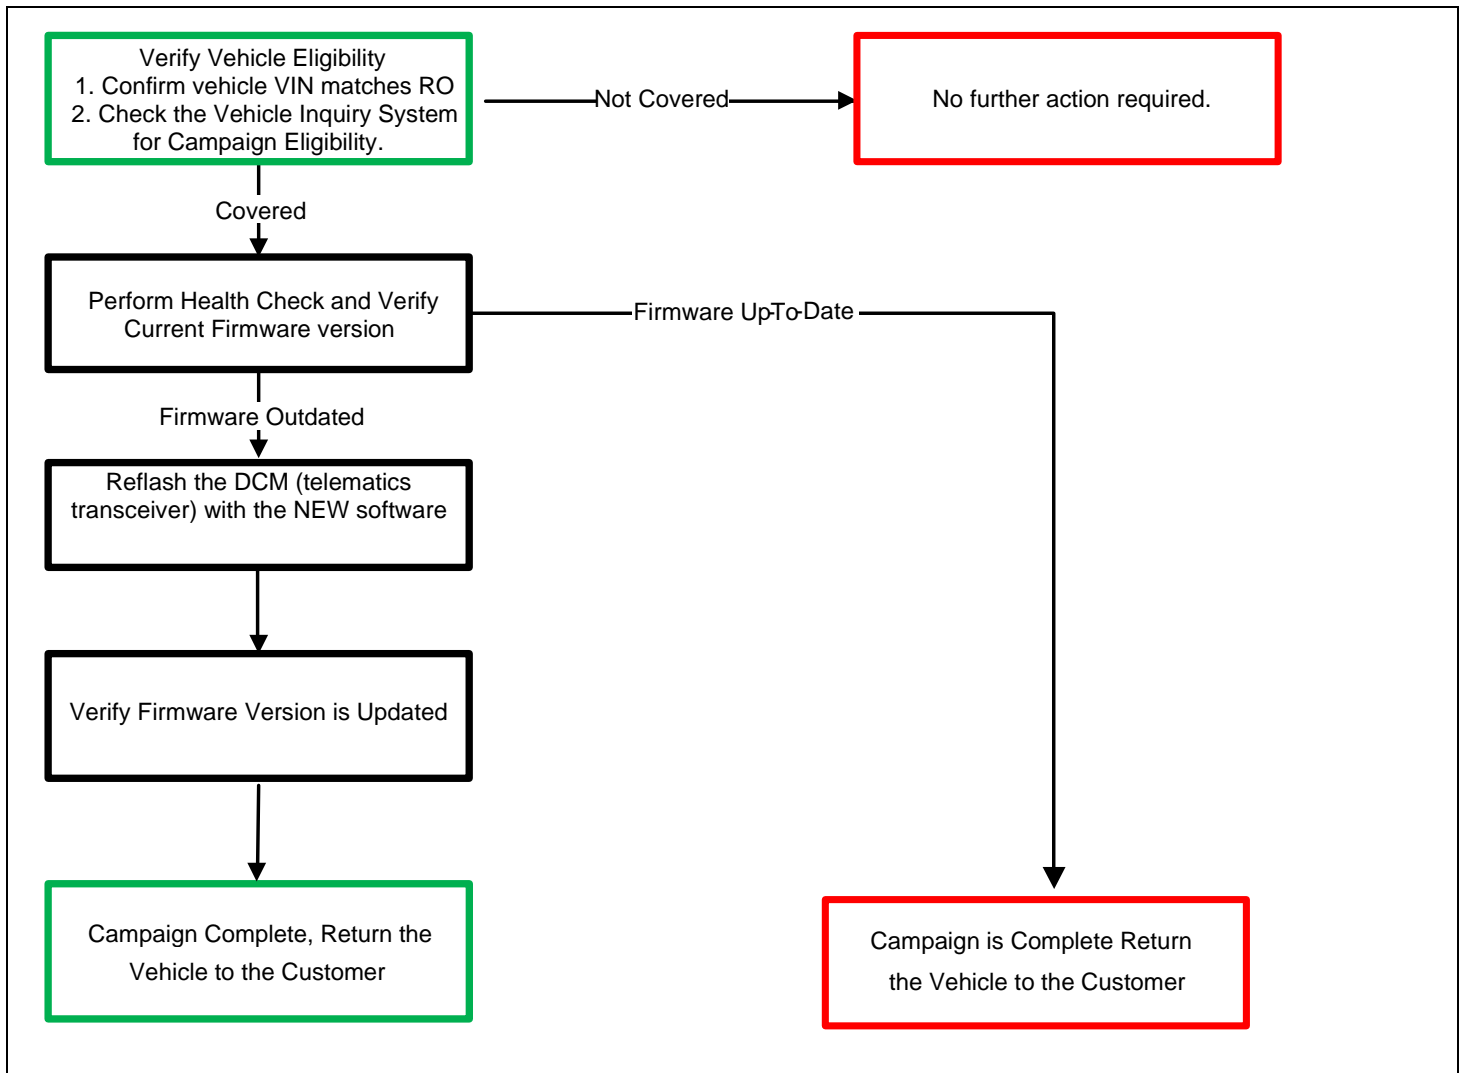 Verify Vehicle Eligibility
1. Confirm vehicle VIN matches RO
2. Check the Vehicle Inquiry System
for Campaign Eligibility.
Not Covered
No further action required.
Covered
Perform Health Check and Verify
Current Firmware version
Firmware Up-To-Date
Firmware Outdated
Reflash the DCM (telematics
transceiver) with the NEW software
Verify Firmware Version is Updated
Campaign Complete, Return the
Vehicle to the Customer
Campaign is Complete Return
the Vehicle to the Customer